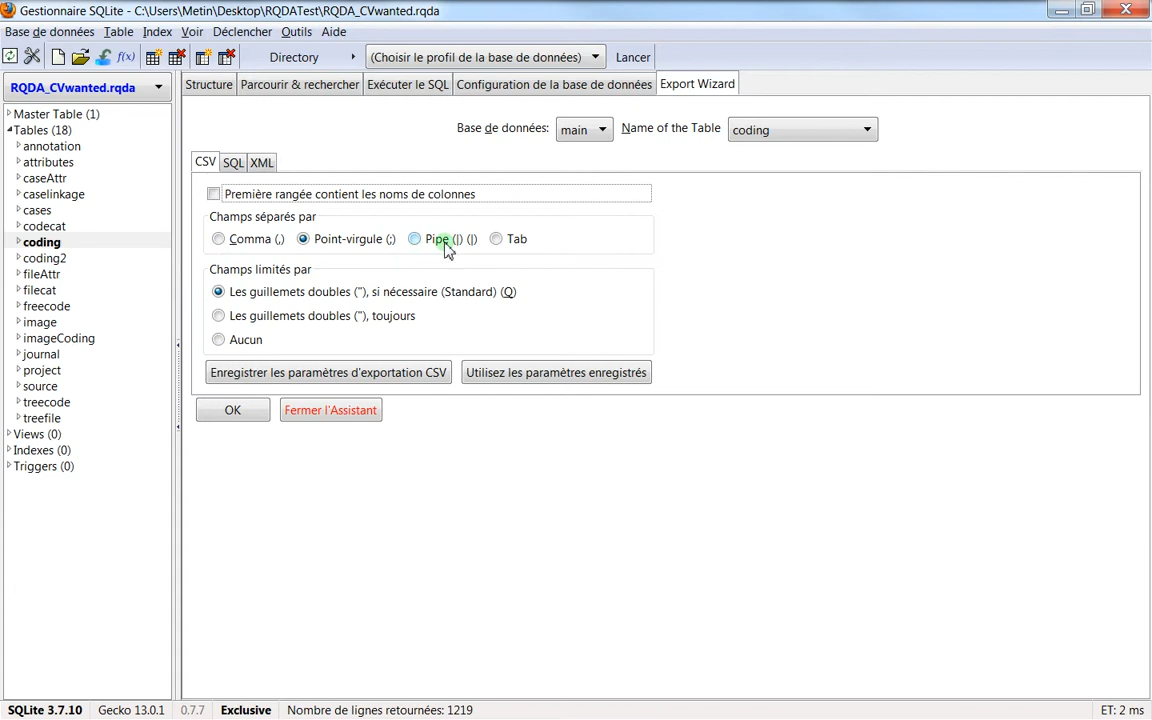 Gestionnaire SQLite - C:\Users\Metin\Desktop\RQDATest\RQDA_CVwanted.rqda
Base de données Table Index Voir Déclencher Outils Aide
f(x) Directory (Choisir le profil de la base de données) Lancer
RQDA_CVwanted.rqda
Structure Parcourir & rechercher Exécuter le SQL Configuration de la base de données Export Wizard
Master Table (1)
Tables (18)
annotation
attributes
caseAttr
caselinkage
cases
codecat
coding
coding2
fileAttr
filecat
freecode
image
imageCoding
journal
project
source
treecode
treefile
Views (0)
Indexes (0)
Triggers (0)
Base de données: main Name of the Table coding
CSV SQL XML
Première rangée contient les noms de colonnes
Champs séparés par
Comma (,) Point-virgule (;) Pipe (|) (|) Tab
Champs limités par
Les guillemets doubles ("), si nécessaire (Standard) (Q)
Les guillemets doubles ("), toujours
Aucun
Enregistrer les paramètres d'exportation CSV Utilisez les paramètres enregistrés
OK Fermer l'Assistant
SQLite 3.7.10 Gecko 13.0.1 0.7.7 Exclusive Nombre de lignes retournées: 1219 ET: 2 ms